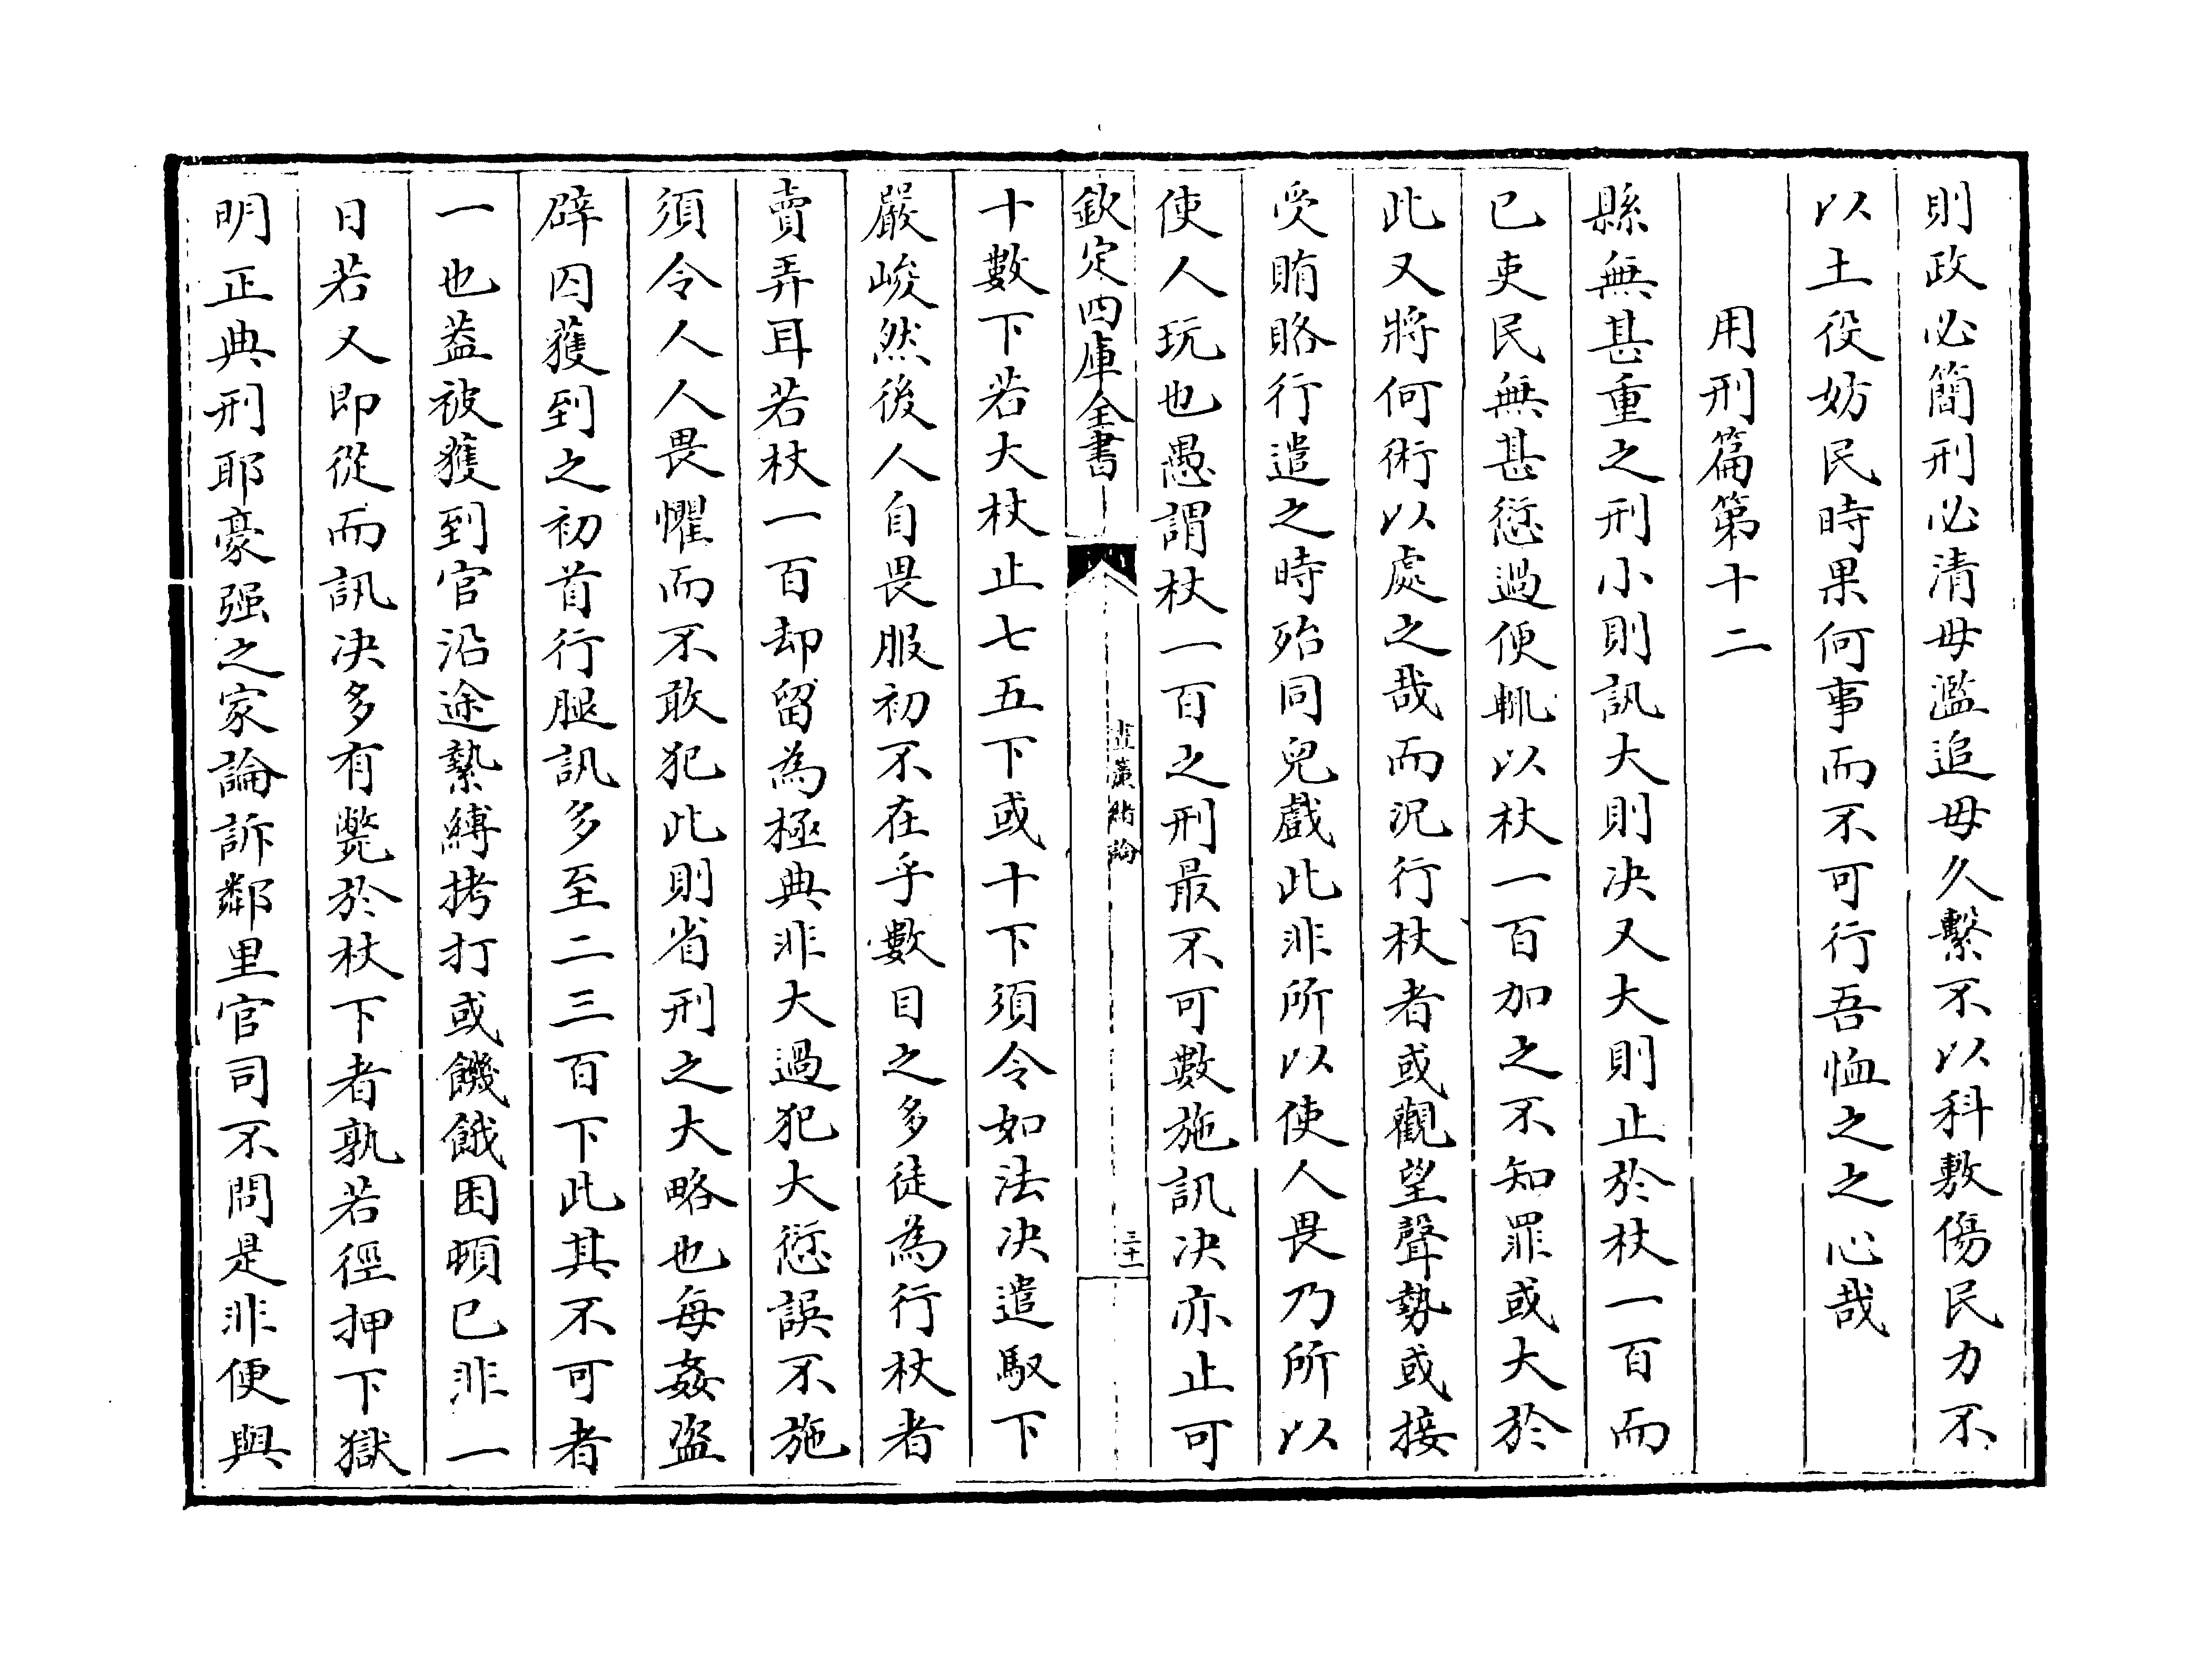 則政必簡刑必清毋濫追毋久繫不以科敷傷民力不
以土役妨民時果何事而不可行吾恤之之心哉
用刑篇第十二
縣無甚重之刑小則訊大則决又大則止於杖一百而
已吏民無甚愆過便輒以杖一百加之不知罪或大於
此又將何術以處之哉而況行杖者或觀望聲勢或接
受賄賂行遣之時殆同兒戲此非所以使人畏乃所以
使人玩也愚謂杖一百之刑最不可數施訊决亦止可
欽定四庫全書
晝簾緒論
三十一
十數下若大杖止七五下或十下須令如法决遣馭下
嚴峻然後人自畏服初不在乎數目之多徒為行杖者
賣弄耳若杖一百却留為極典非大過犯大愆誤不施
須令人人畏懼而不敢犯此則省刑之大略也每姦盜
辟囚獲到之初首行腿訊多至二三百下此其不可者
一也葢被獲到官沿途縶縛拷打或饑餓困頓已非一
日若又即從而訊决多有斃於杖下者孰若徑押下獄
明正典刑耶豪强之家論訴鄰里官司不問是非便與